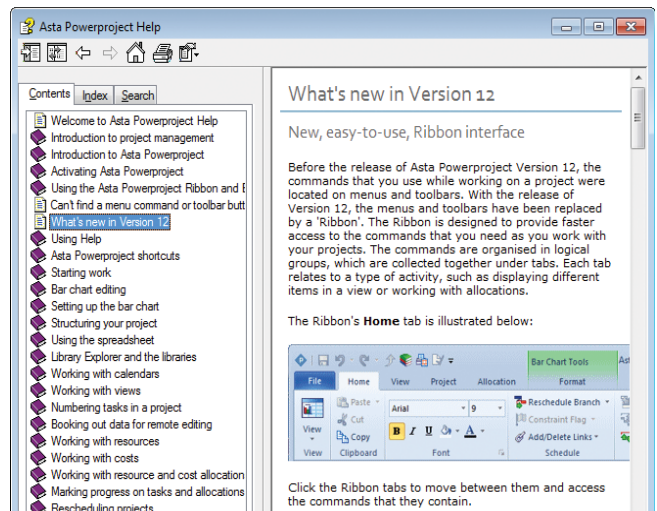 Asta Powerproject Help
Contents Index Search
Welcome to Asta Powerproject Help
Introduction to project management
Introduction to Asta Powerproject
Activating Asta Powerproject
Using the Asta Powerproject Ribbon and
Can't find a menu command or toolbar butt
What's new in Version 12
Using Help
Asta Powerproject shortcuts
Starting work
Bar chart editing
Setting up the bar chart
Structuring your project
Using the spreadsheet
Library Explorer and the libraries
Working with calendars
Working with views
Numbering tasks in a project
Booking out data for remote editing
Working with resources
Working with costs
Working with resource and cost allocation
Marking progress on tasks and allocations
Rescheduling projects
What's new in Version 12
New, easy-to-use, Ribbon interface
Before the release of Asta Powerproject Version 12, the
commands that you use while working on a project were
located on menus and toolbars. With the release of
Version 12, the menus and toolbars have been replaced
by a 'Ribbon'. The Ribbon is designed to provide faster
access to the commands that you need as you work with
your projects. The commands are organised in logical
groups, which are collected together under tabs. Each tab
relates to a type of activity, such as displaying different
items in a view or working with allocations.
The Ribbon's Home tab is illustrated below:
Bar Chart Tools Ast
File Home View Project Allocation Format
View
Paste
Cut
Copy
Arial 9
B I U A
Reschedule Branch
Constraint Flag
Add/Delete Links
View Clipboard Font Schedule
Click the Ribbon tabs to move between them and access
the commands that they contain.